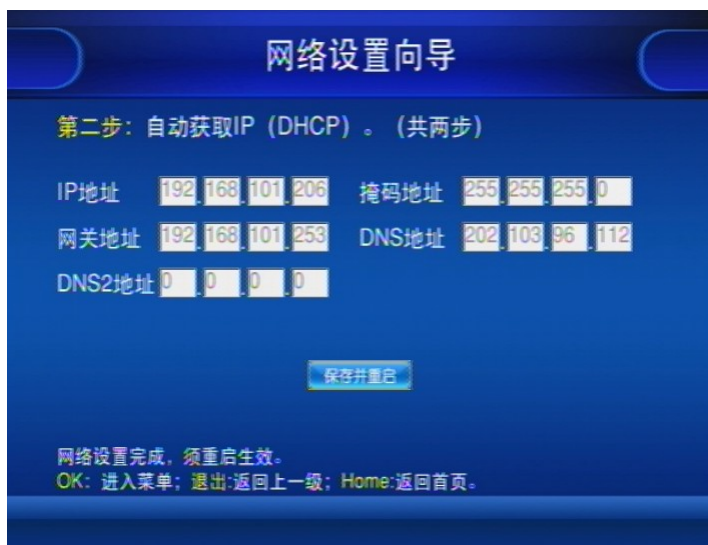 网络设置向导
第二步：自动获取IP（DHCP）。（共两步）
IP地址 192.168.101.206 掩码地址 255.255.255.0
网关地址 192.168.101.253 DNS地址 202.103.96.112
DNS2地址 0.0.0.0
保存并重启
网络设置完成，须重启生效。
OK：进入菜单；退出:返回上一级；Home:返回首页。